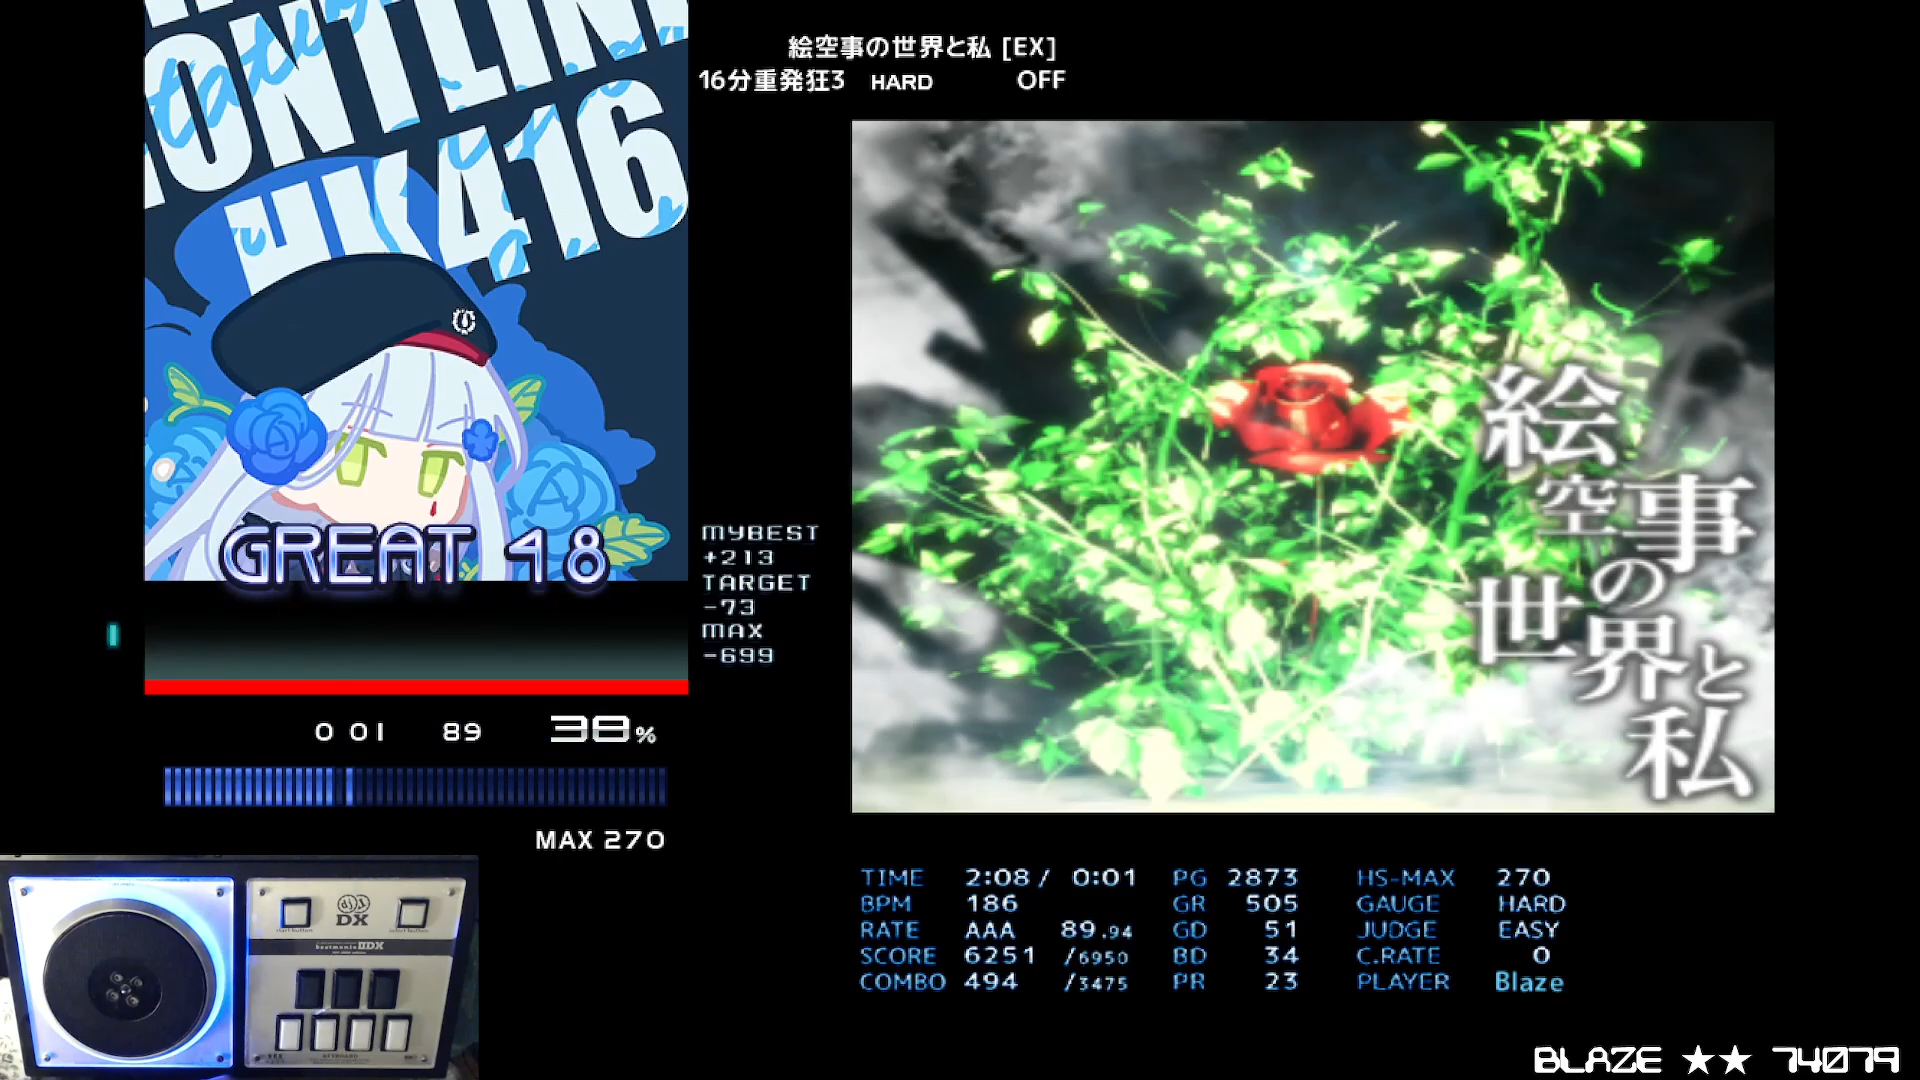 ONTLIN
HK416
絵空事の世界と私 [EX]
16分重発狂3 HARD OFF
絵空事の世界と私
GREAT 48
MYBEST
+213
TARGET
-73
MAX
-699
0 01 89 38%
MAX 270
DX
beatmania IIDX
TIME 2:08 / 0:01 PG 2873 HS-MAX 270
BPM 186 GR 505 GAUGE HARD
RATE AAA 89.94 GD 51 JUDGE EASY
SCORE 6251 /6950 BD 34 C.RATE 0
COMBO 494 /3475 PR 23 PLAYER Blaze
BLAZE ★★ 74079